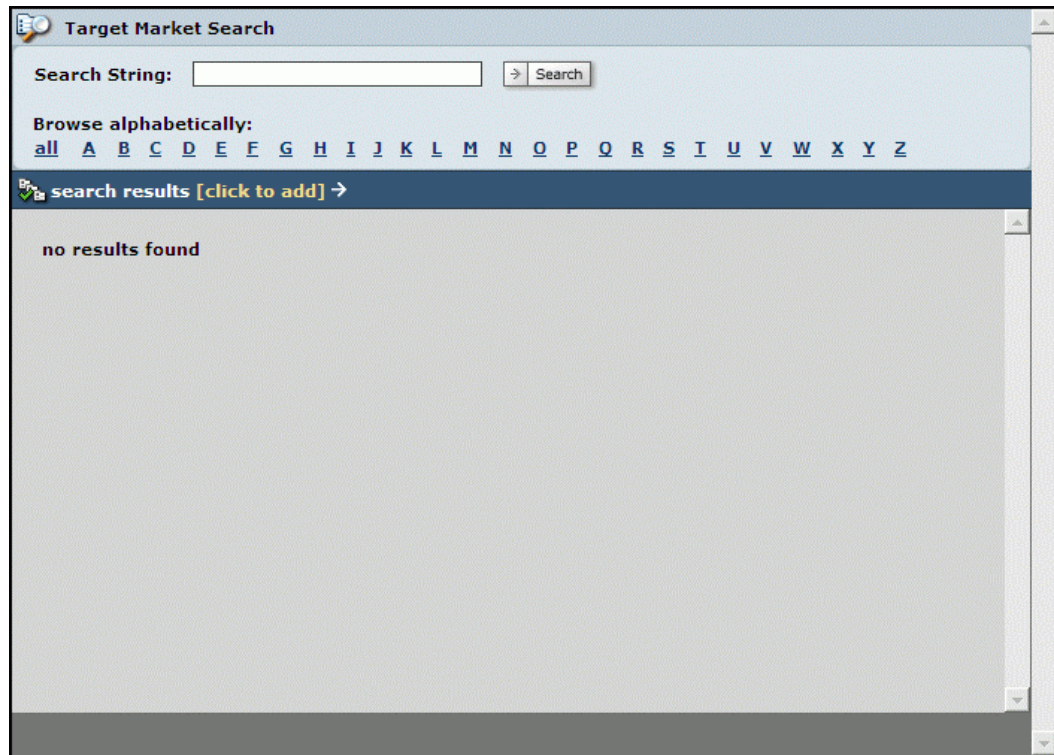 Target Market Search
Search String: Search
Browse alphabetically:
all A B C D E F G H I J K L M N O P Q R S T U V W X Y Z
search results [click to add] →
no results found